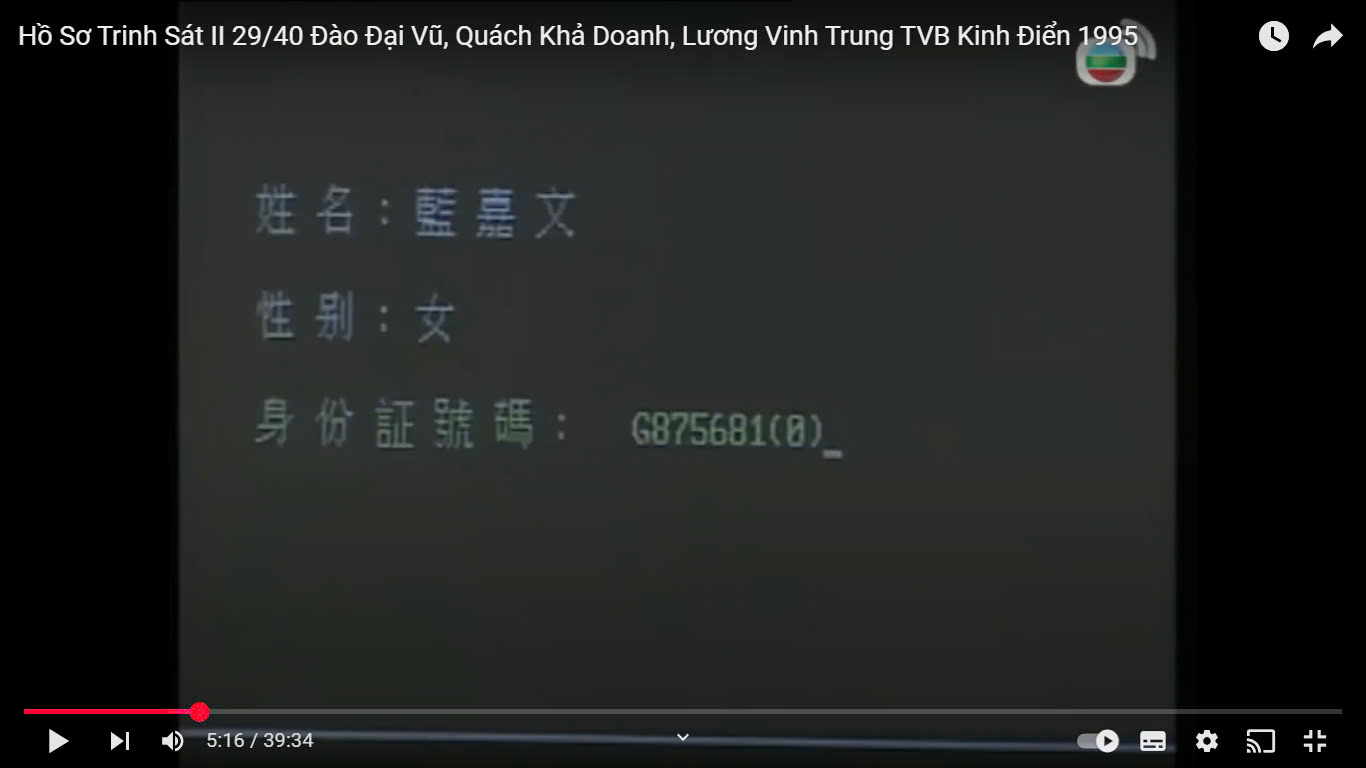 Hồ Sơ Trinh Sát II 29/40 Đào Đại Vũ, Quách Khả Doanh, Lương Vinh Trung TVB Kinh Điển 1995
姓名：藍嘉文
性别：女
身份証號碼： G875681(0)_
5:16 / 39:34